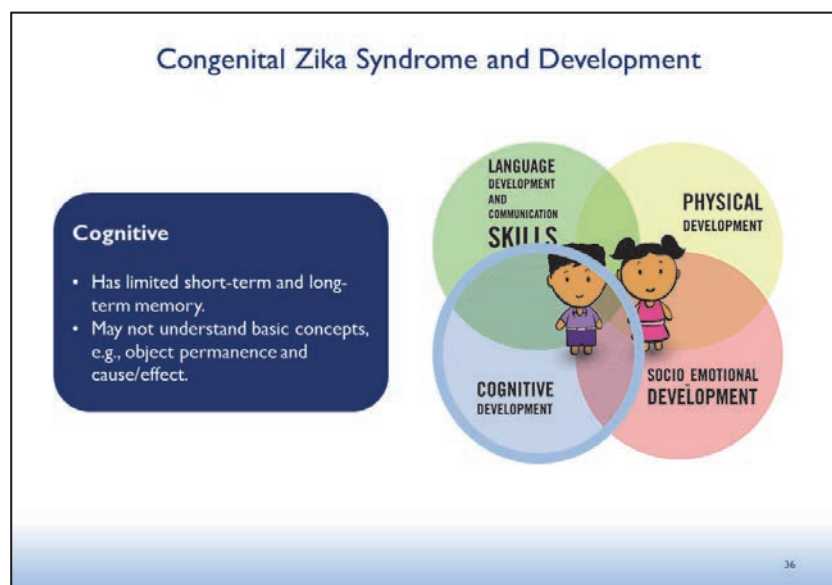 Congenital Zika Syndrome and Development
Cognitive
• Has limited short-term and long-
term memory.
• May not understand basic concepts,
e.g., object permanence and
cause/effect.
LANGUAGE
DEVELOPMENT
AND
COMMUNICATION
SKILLS
PHYSICAL
DEVELOPMENT
COGNITIVE
DEVELOPMENT
SOCIO-EMOTIONAL
DEVELOPMENT
36